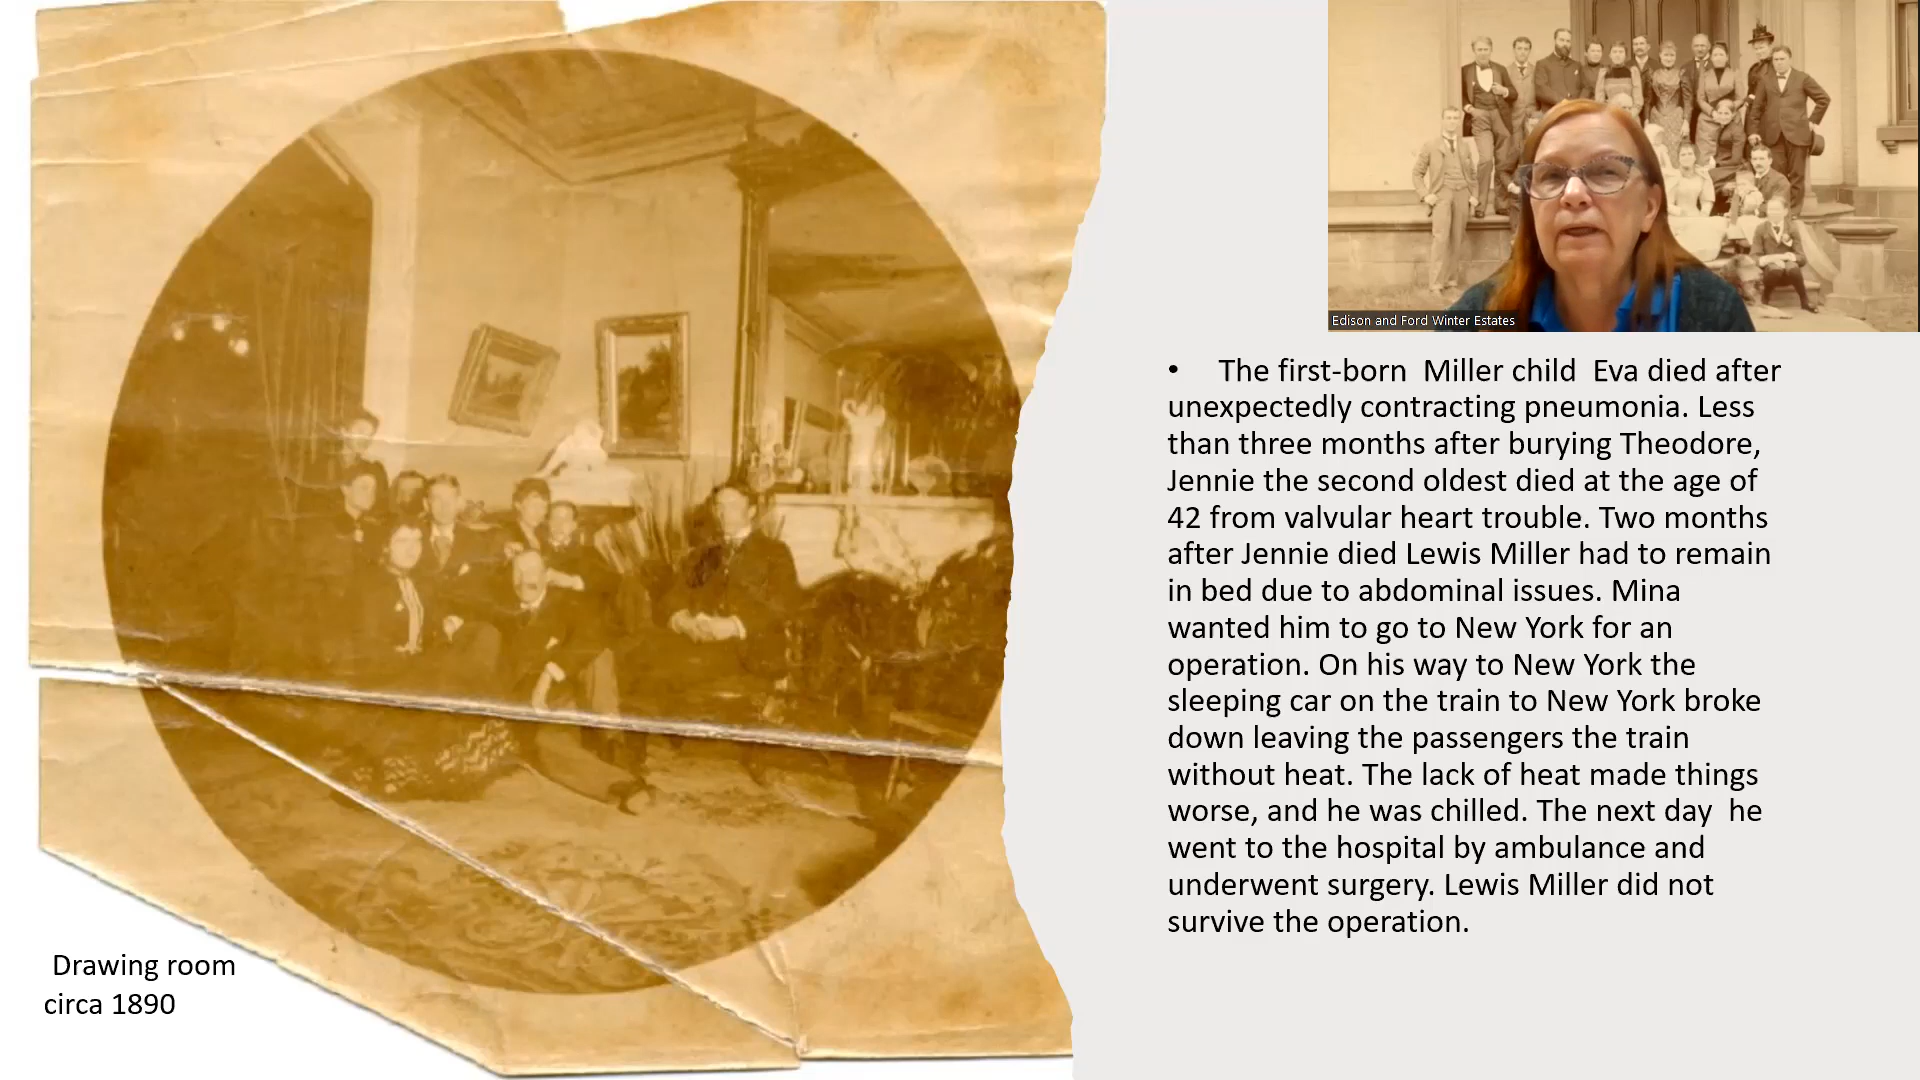 Edison and Ford Winter Estates
• The first-born Miller child Eva died after
unexpectedly contracting pneumonia. Less
than three months after burying Theodore,
Jennie the second oldest died at the age of
42 from valvular heart trouble. Two months
after Jennie died Lewis Miller had to remain
in bed due to abdominal issues. Mina
wanted him to go to New York for an
operation. On his way to New York the
sleeping car on the train to New York broke
down leaving the passengers the train
without heat. The lack of heat made things
worse, and he was chilled. The next day he
went to the hospital by ambulance and
underwent surgery. Lewis Miller did not
survive the operation.
Drawing room
circa 1890